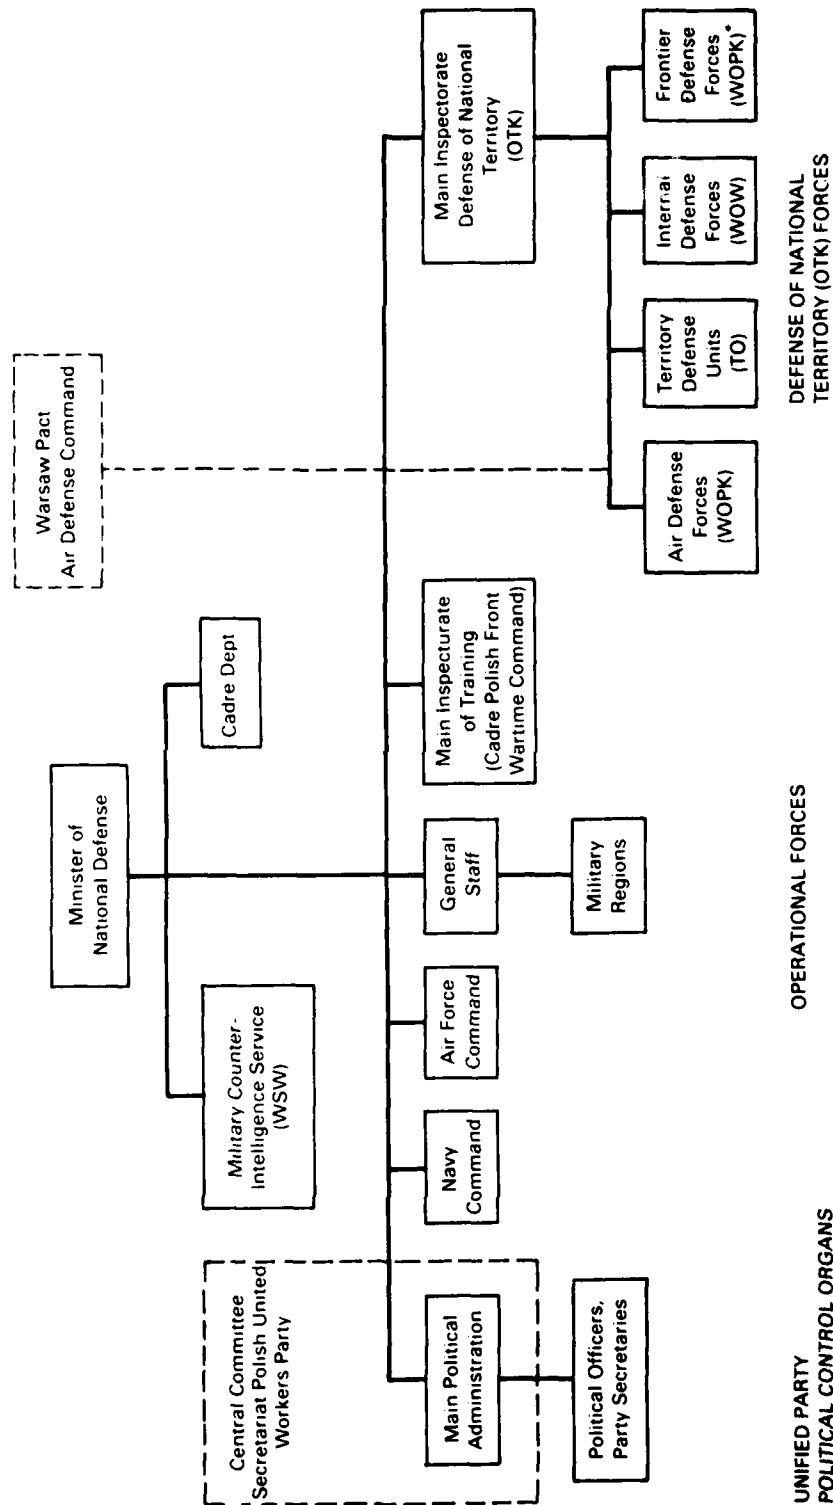 Warsaw Pact
Air Defense Command
Minister of
National Defense
Military Counter-
Intelligence Service
(WSW)
Cadre Dept
Central Committee
Secretariat Polish United
Workers Party
Main Political
Administration
Navy
Command
Air Force
Command
General
Staff
Main Inspecturate
of Training
(Cadre Polish Front
Wartime Command)
Main Inspectorate
Defense of National
Territory
(OTK)
Political Officers,
Party Secretaries
Military
Regions
Air Defense
Forces
(WOPK)
Territory
Defense
Units
(TO)
Internal
Defense
Forces
(WOW)
Frontier
Defense
Forces
(WOPK)*
UNIFIED PARTY
POLITICAL CONTROL ORGANS
OPERATIONAL FORCES
DEFENSE OF NATIONAL
TERRITORY (OTK) FORCES